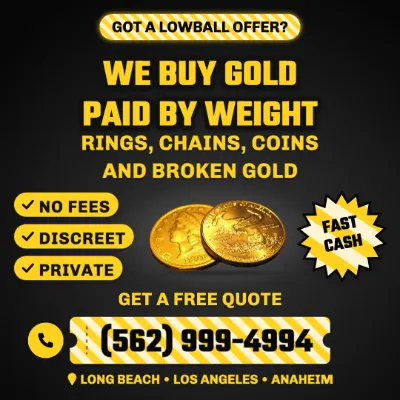 GOT A LOWBALL OFFER?
WE BUY GOLD
PAID BY WEIGHT
RINGS, CHAINS, COINS
AND BROKEN GOLD
NO FEES
DISCREET
PRIVATE
FAST
CASH
GET A FREE QUOTE
(562) 999-4994
LONG BEACH • LOS ANGELES • ANAHEIM